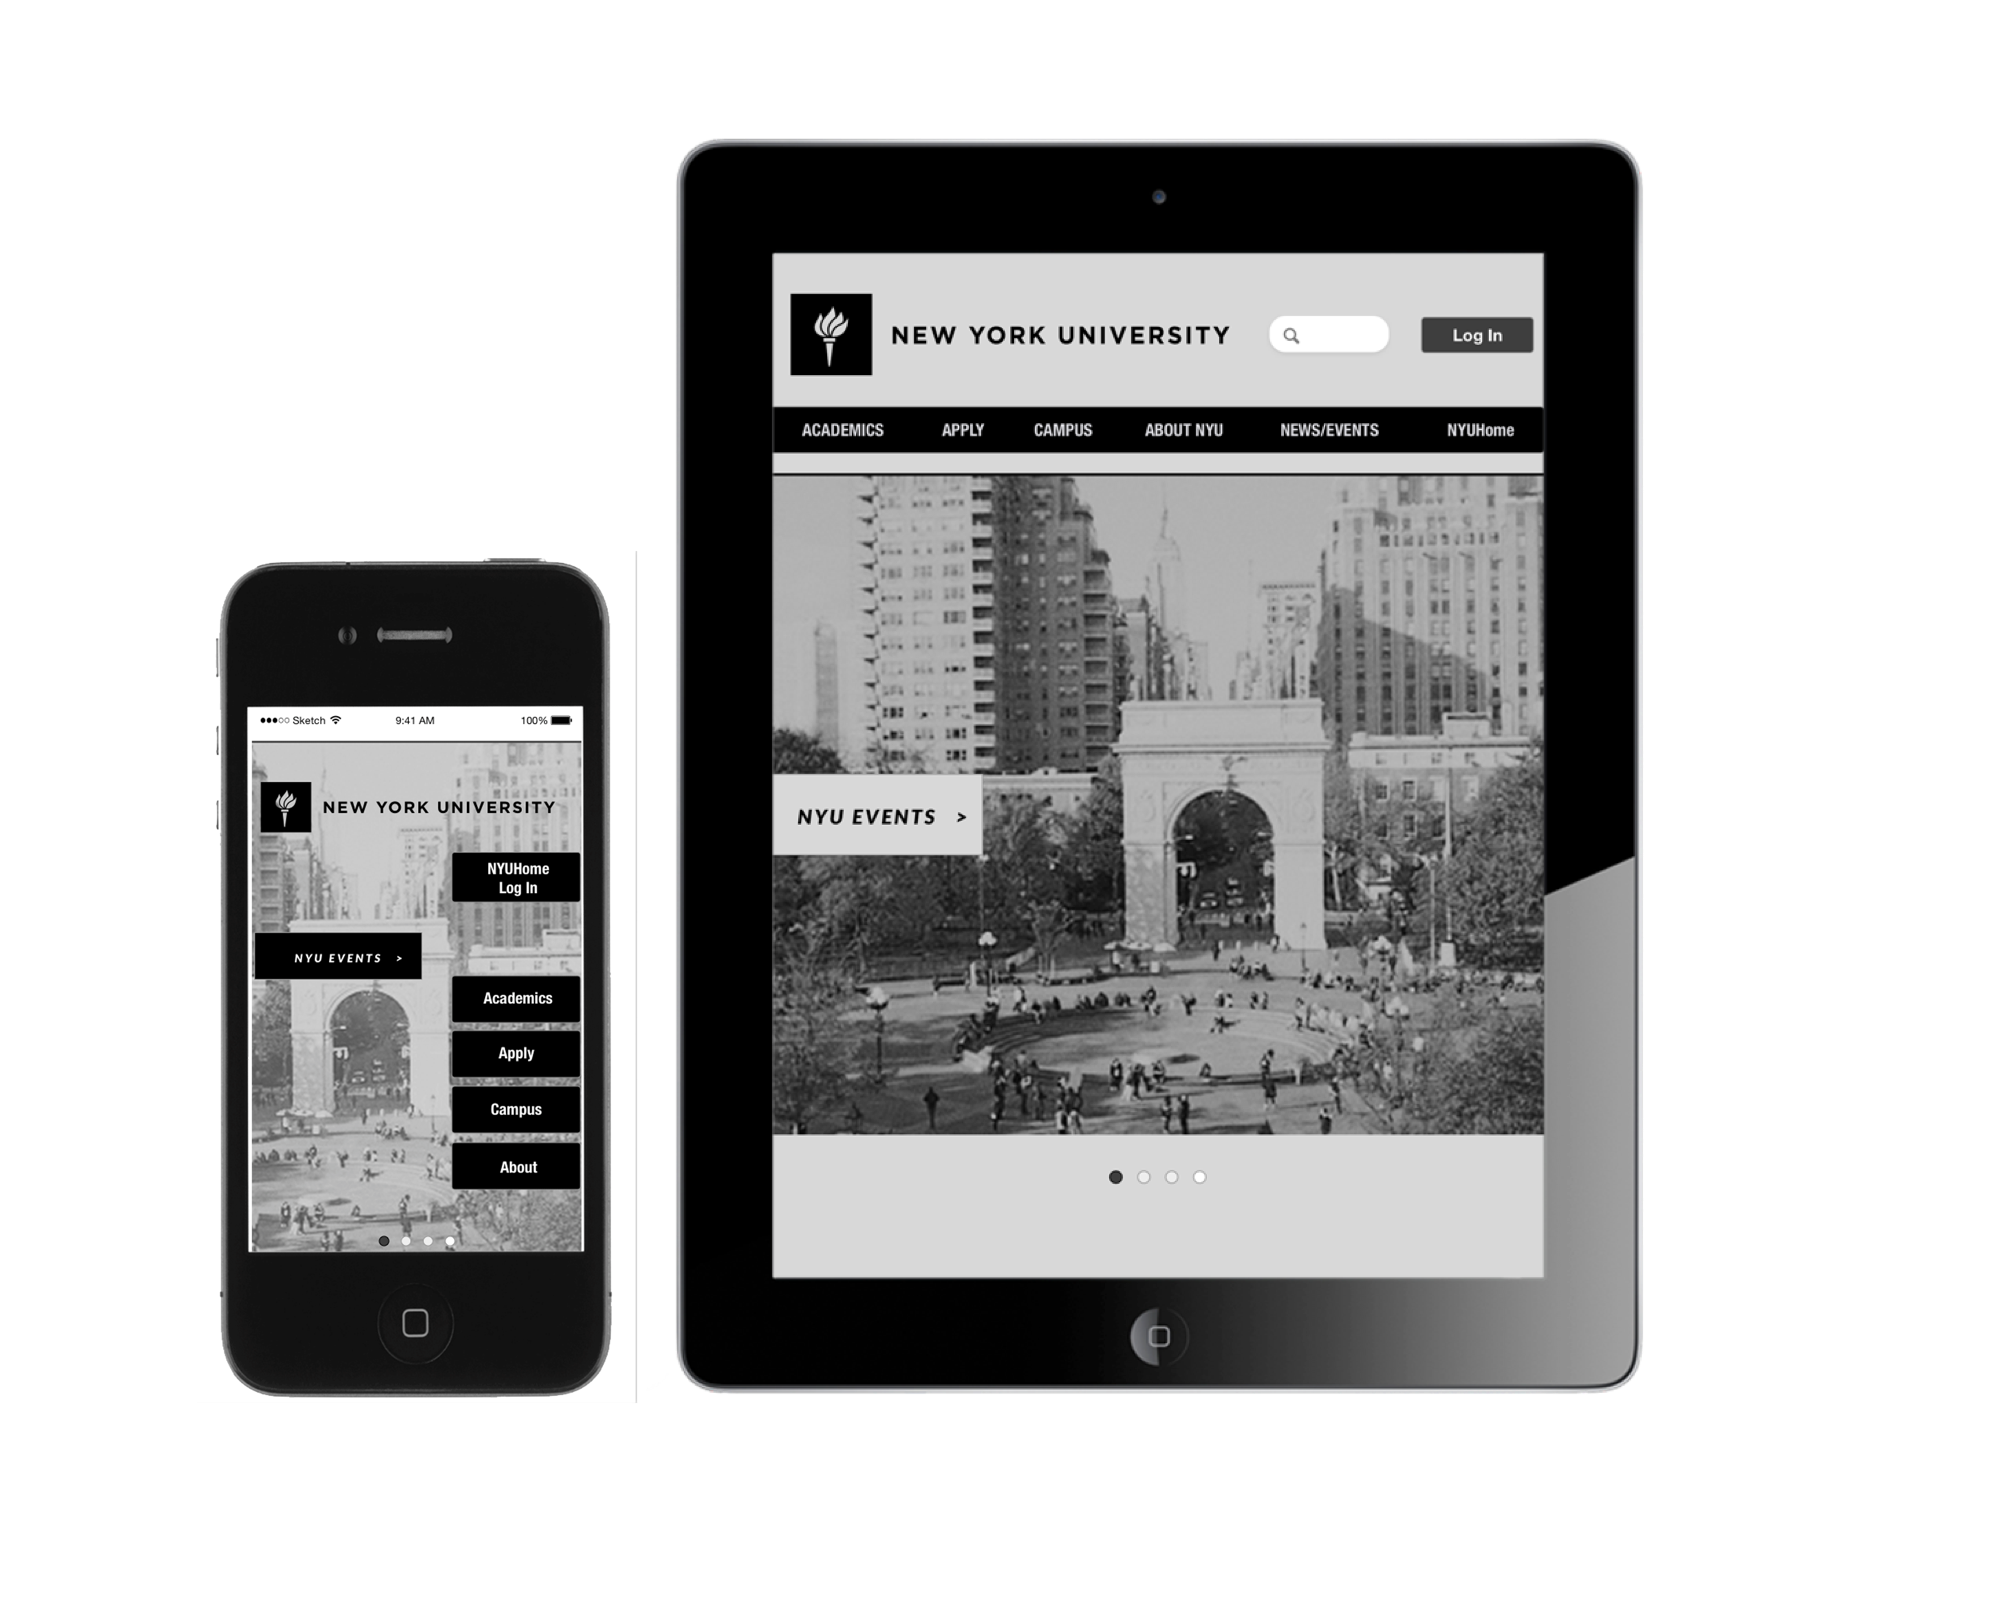 ●●●○○ Sketch 9:41 AM 100%
NEW YORK UNIVERSITY
NYUHome
Log In
NYU EVENTS >
Academics
Apply
Campus
About
NEW YORK UNIVERSITY Log In
ACADEMICS APPLY CAMPUS ABOUT NYU NEWS/EVENTS NYUHome
NYU EVENTS >